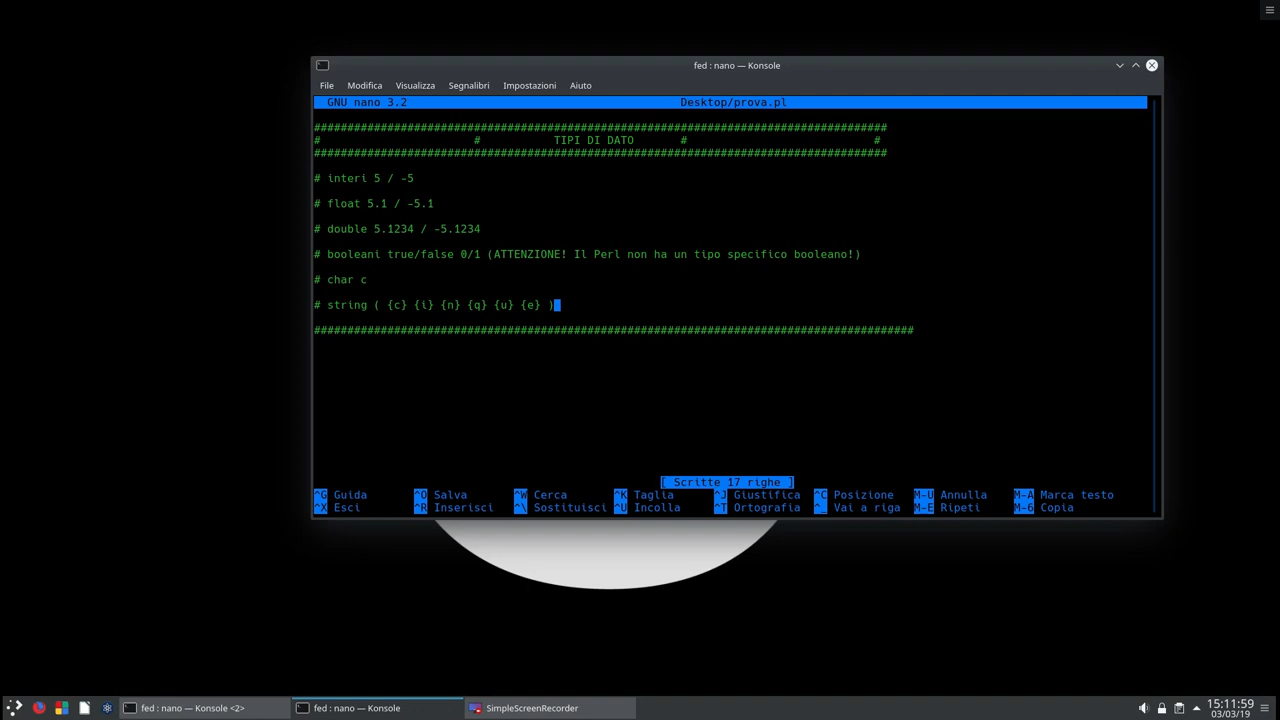 fed : nano — Konsole
File Modifica Visualizza Segnalibri Impostazioni Aiuto
GNU nano 3.2 Desktop/prova.pl
######################################################################################
# # TIPI DI DATO # #
######################################################################################
# interi 5 / -5
# float 5.1 / -5.1
# double 5.1234 / -5.1234
# booleani true/false 0/1 (ATTENZIONE! Il Perl non ha un tipo specifico booleano!)
# char c
# string ( {c} {i} {n} {q} {u} {e} )
##########################################################################################
[ Scritte 17 righe ]
^G Guida ^O Salva ^W Cerca ^K Taglia ^J Giustifica ^C Posizione M-U Annulla M-A Marca testo
^X Esci ^R Inserisci ^\ Sostituisci ^U Incolla ^T Ortografia ^_ Vai a riga M-E Ripeti M-6 Copia
fed : nano — Konsole <2> fed : nano — Konsole SimpleScreenRecorder 15:11:59
03/03/19